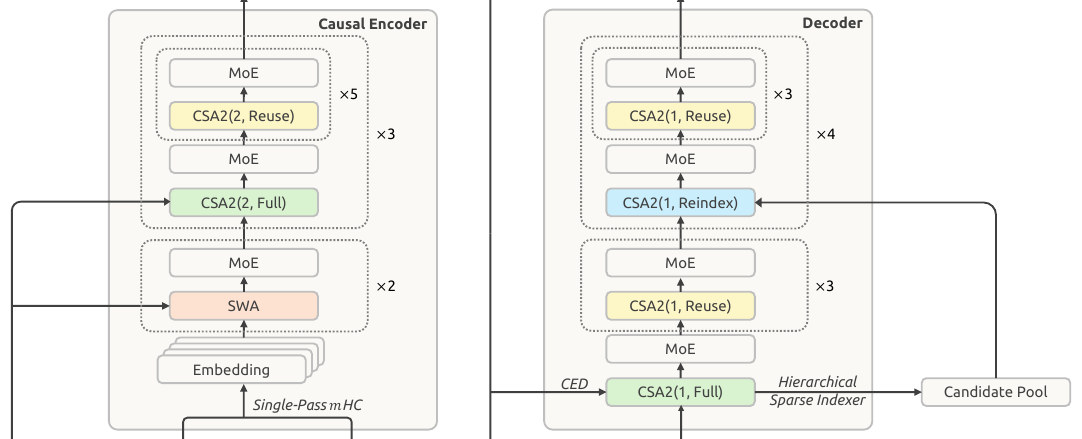 Causal Encoder
MoE
×5
CSA2(2, Reuse)
×3
MoE
CSA2(2, Full)
MoE
×2
SWA
Embedding
Single-Pass mHC
Decoder
MoE
×3
CSA2(1, Reuse)
×4
MoE
CSA2(1, Reindex)
MoE
×3
CSA2(1, Reuse)
MoE
CED
CSA2(1, Full)
Hierarchical
Sparse Indexer
Candidate Pool